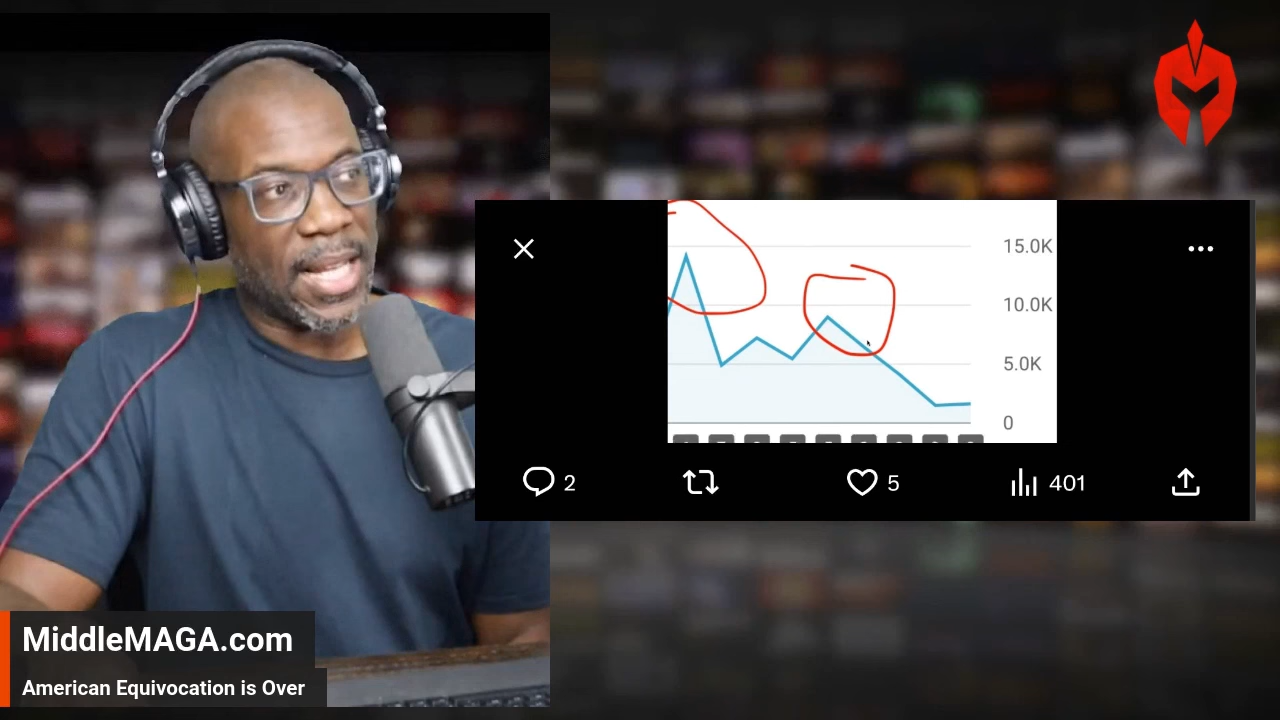 15.0K
10.0K
5.0K
0
2
5
401
MiddleMAGA.com
American Equivocation is Over